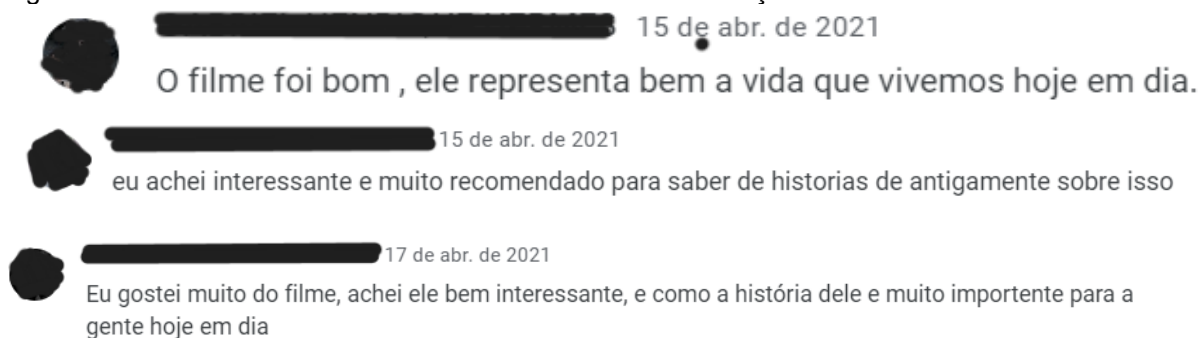 15 de abr. de 2021
O filme foi bom , ele representa bem a vida que vivemos hoje em dia.
15 de abr. de 2021
eu achei interessante e muito recomendado para saber de historias de antigamente sobre isso
17 de abr. de 2021
Eu gostei muito do filme, achei ele bem interessante, e como a história dele e muito importente para a
gente hoje em dia